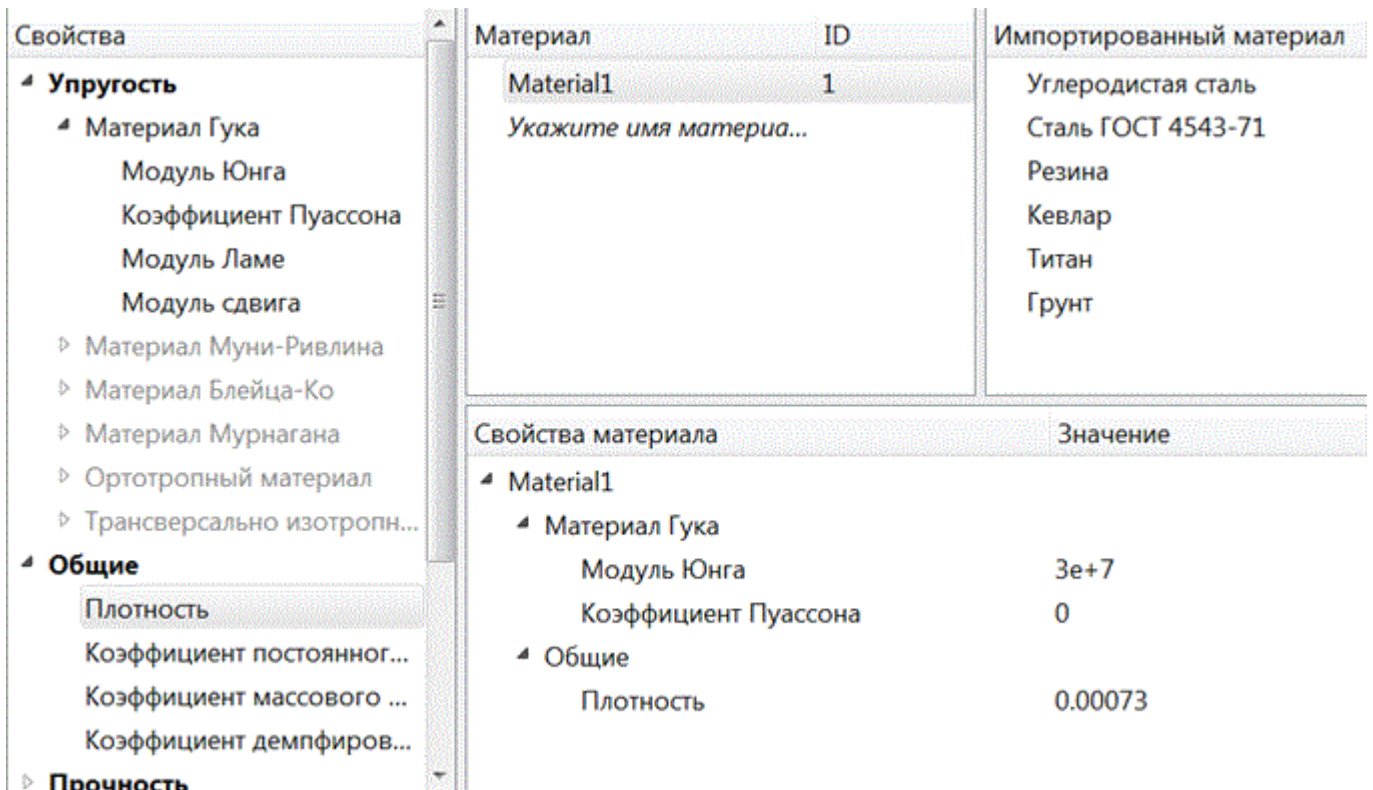 Свойства
Упругость
Материал Гука
Модуль Юнга
Коэффициент Пуассона
Модуль Ламе
Модуль сдвига
Материал Муни-Ривлина
Материал Блейца-Ко
Материал Мурнагана
Ортотропный материал
Трансверсально изотропн...
Общие
Плотность
Коэффициент постоянног...
Коэффициент массового ...
Коэффициент демпфиров...
Прочность
Материал ID
Material1 1
Укажите имя материа...
Импортированный материал
Углеродистая сталь
Сталь ГОСТ 4543-71
Резина
Кевлар
Титан
Грунт
Свойства материала Значение
Material1
Материал Гука
Модуль Юнга 3e+7
Коэффициент Пуассона 0
Общие
Плотность 0.00073